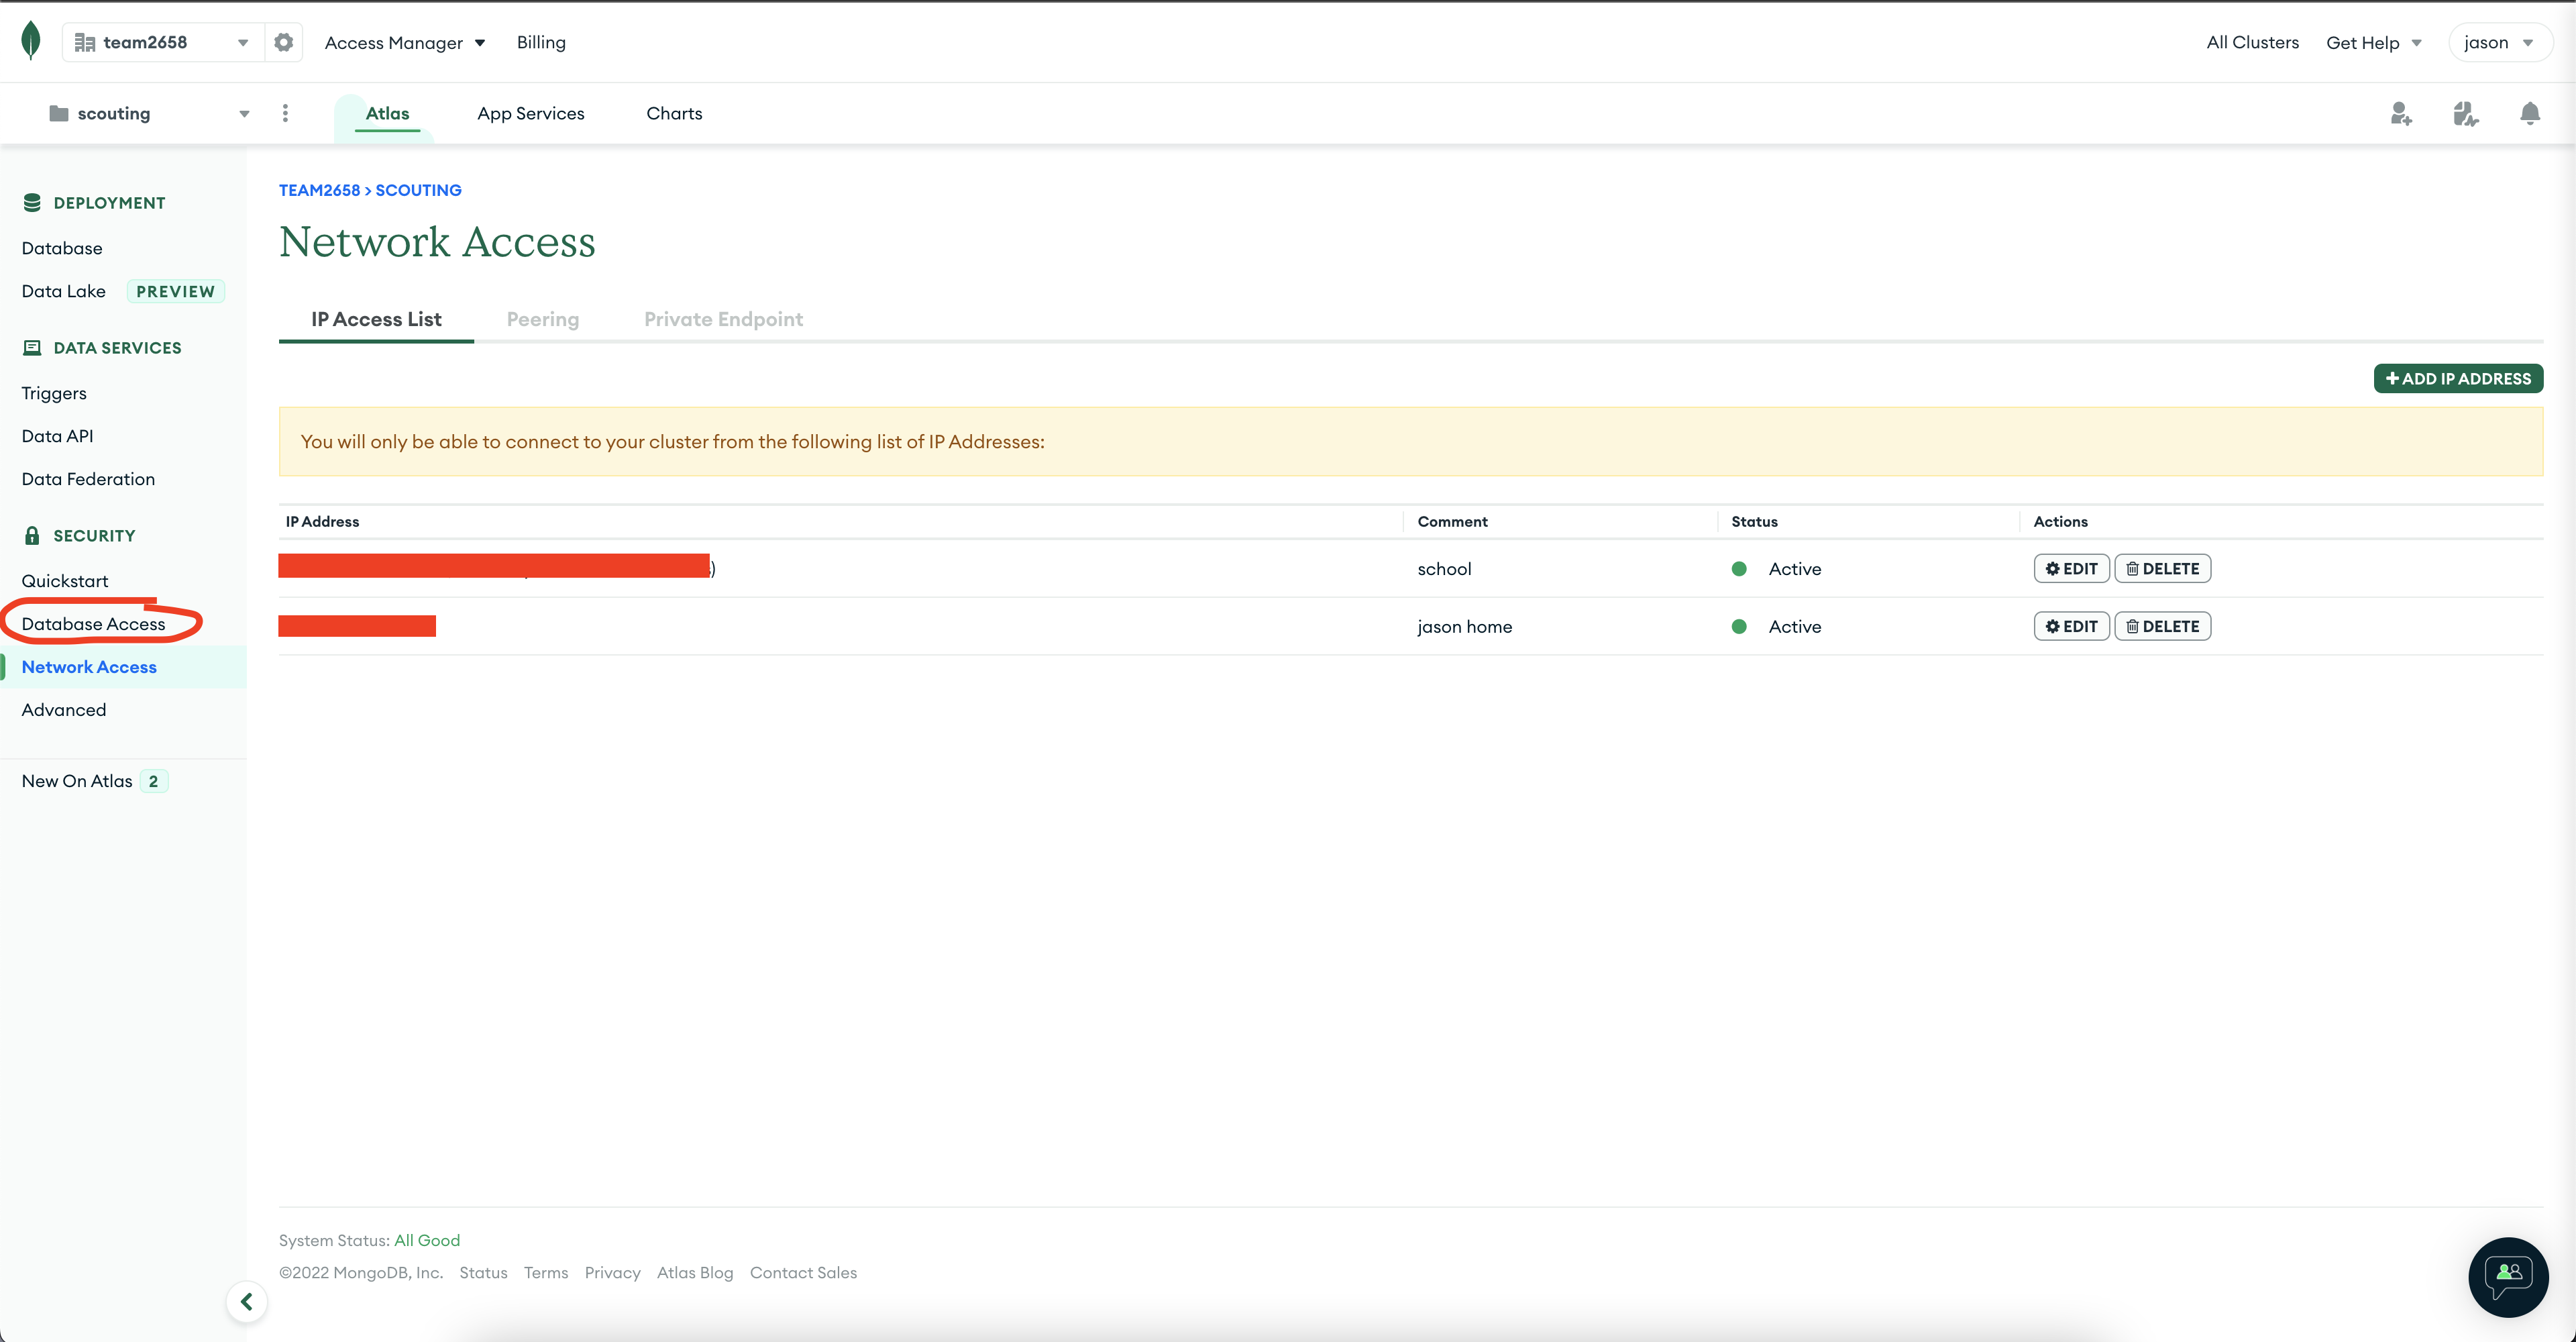 team2658 Access Manager Billing All Clusters Get Help jason
scouting Atlas App Services Charts
DEPLOYMENT
Database
Data Lake PREVIEW
DATA SERVICES
Triggers
Data API
Data Federation
SECURITY
Quickstart
Database Access
Network Access
Advanced
New On Atlas 2
TEAM2658 > SCOUTING
Network Access
IP Access List Peering Private Endpoint
+ ADD IP ADDRESS
You will only be able to connect to your cluster from the following list of IP Addresses:
IP Address Comment Status Actions
) school Active EDIT DELETE
jason home Active EDIT DELETE
System Status: All Good
©2022 MongoDB, Inc. Status Terms Privacy Atlas Blog Contact Sales